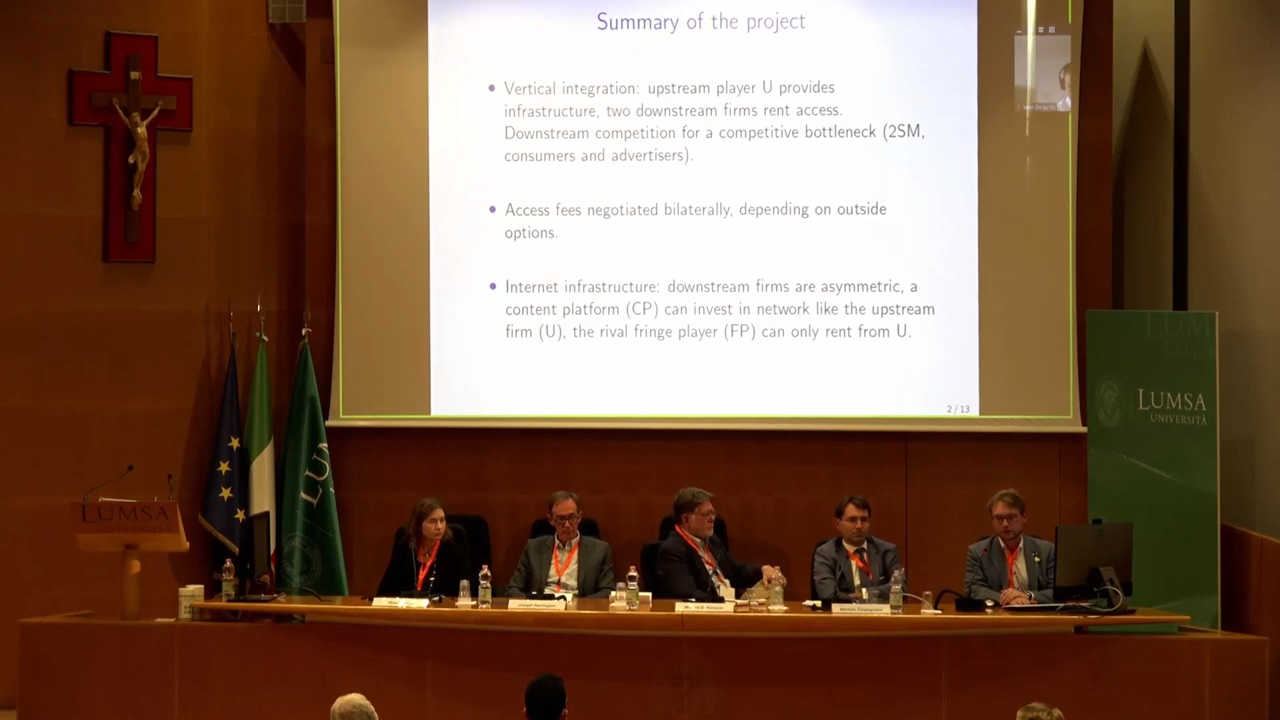 Summary of the project
• Vertical integration: upstream player U provides
infrastructure, two downstream firms rent access.
Downstream competition for a competitive bottleneck (2SM,
consumers and advertisers).
• Access fees negotiated bilaterally, depending on outside
options.
• Internet infrastructure: downstream firms are asymmetric, a
content platform (CP) can invest in network like the upstream
firm (U), the rival fringe player (FP) can only rent from U.
2 / 13
LUMSA
UNIVERSITÀ
LUMSA
UNIVERSITÀ
LU